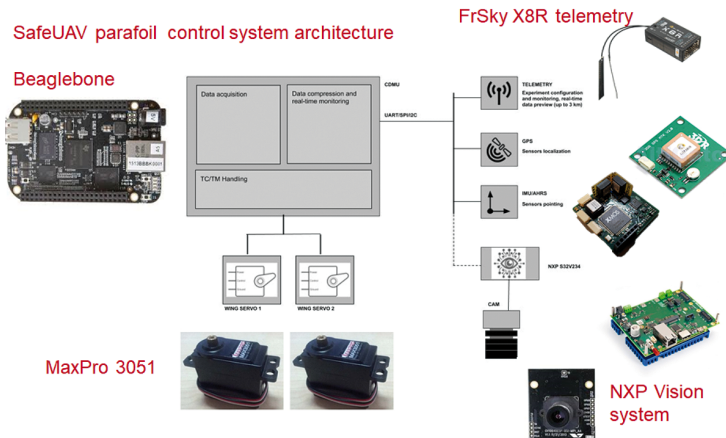 SafeUAV parafoil control system architecture
FrSky X8R telemetry
Beaglebone
X8R
CDMU
Data acquisition
Data compression and
real-time monitoring
UART/SPI/I2C
TC/TM Handling
TELEMETRY
Experiment configuration
and monitoring, real-time
data preview (up to 3 km)
GPS
Sensors localization
IMU/AHRS
Sensors pointing
NXP S32V234
CAM
WING SERVO 1
WING SERVO 2
MaxPro 3051
NXP Vision
system